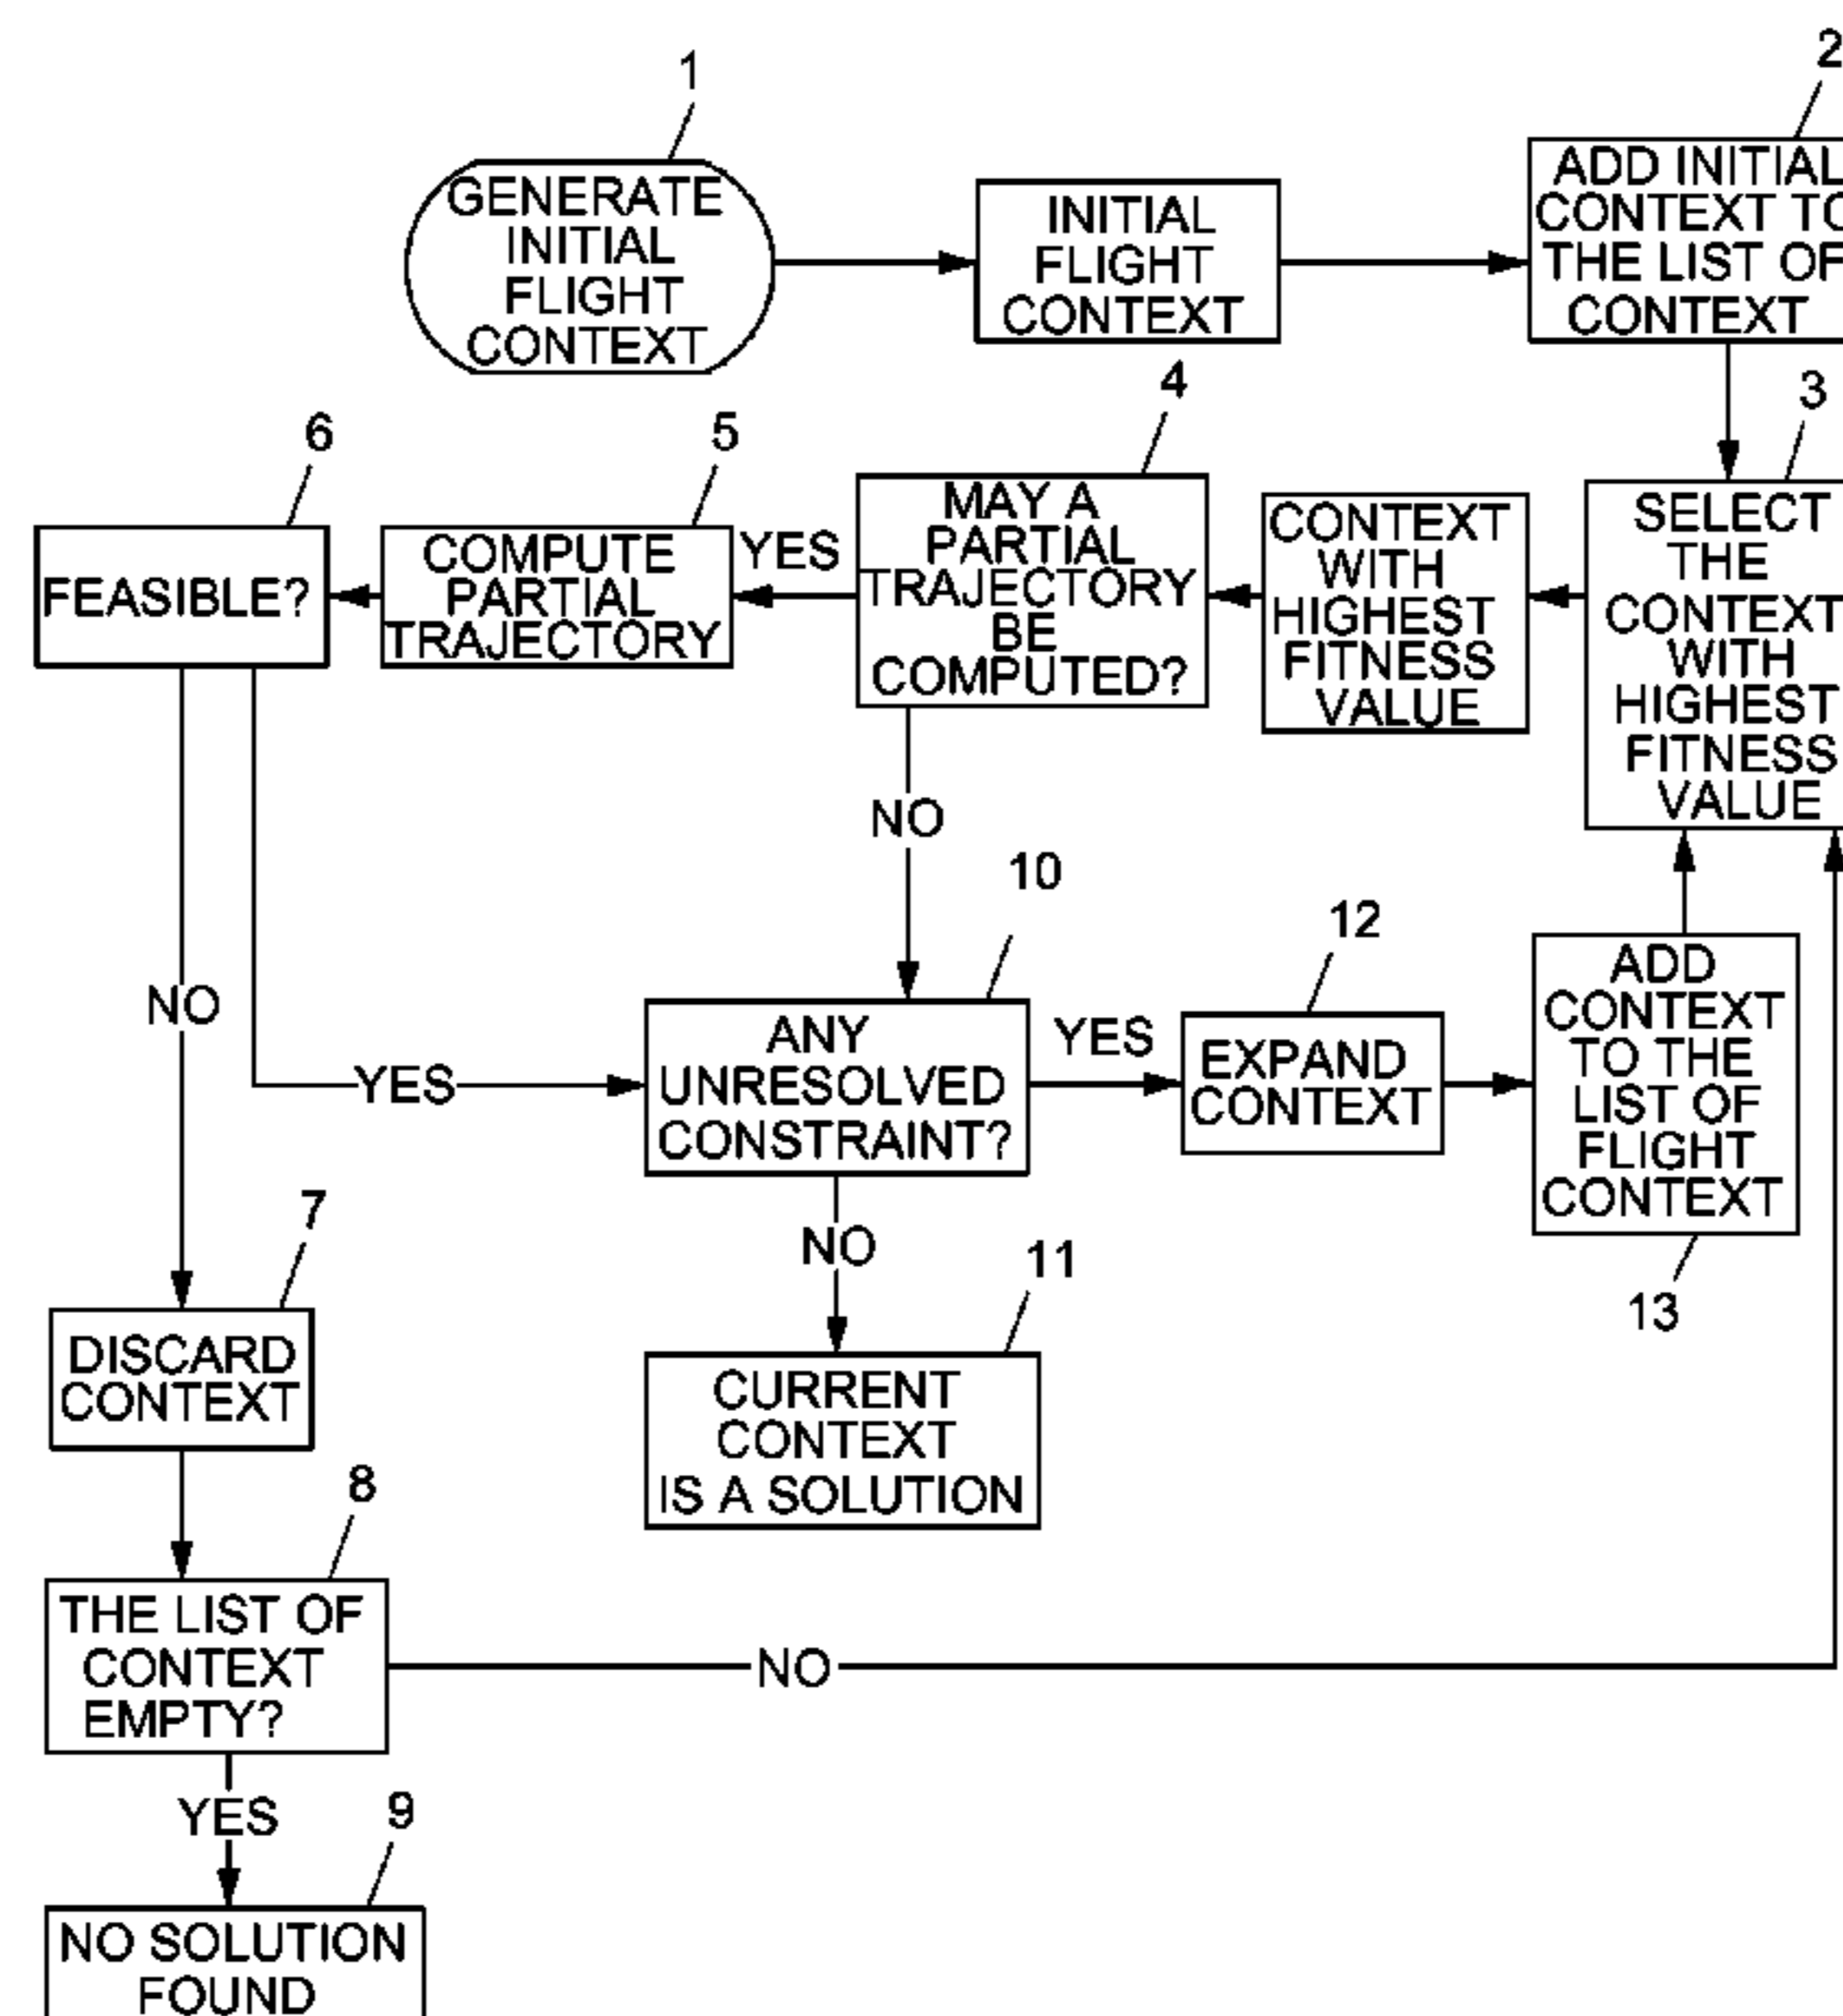 1
GENERATE
INITIAL
FLIGHT
CONTEXT
INITIAL
FLIGHT
CONTEXT
2
ADD INITIAL
CONTEXT TO
THE LIST OF
CONTEXT
3
SELECT
THE
CONTEXT
WITH
HIGHEST
FITNESS
VALUE
CONTEXT
WITH
HIGHEST
FITNESS
VALUE
4
MAY A
PARTIAL
TRAJECTORY
BE
COMPUTED?
YES
NO
5
COMPUTE
PARTIAL
TRAJECTORY
6
FEASIBLE?
NO
YES
7
DISCARD
CONTEXT
8
THE LIST OF
CONTEXT
EMPTY?
NO
YES
9
NO SOLUTION
FOUND
10
ANY
UNRESOLVED
CONSTRAINT?
YES
NO
11
CURRENT
CONTEXT
IS A SOLUTION
12
EXPAND
CONTEXT
ADD
CONTEXT
TO THE
LIST OF
FLIGHT
CONTEXT
13